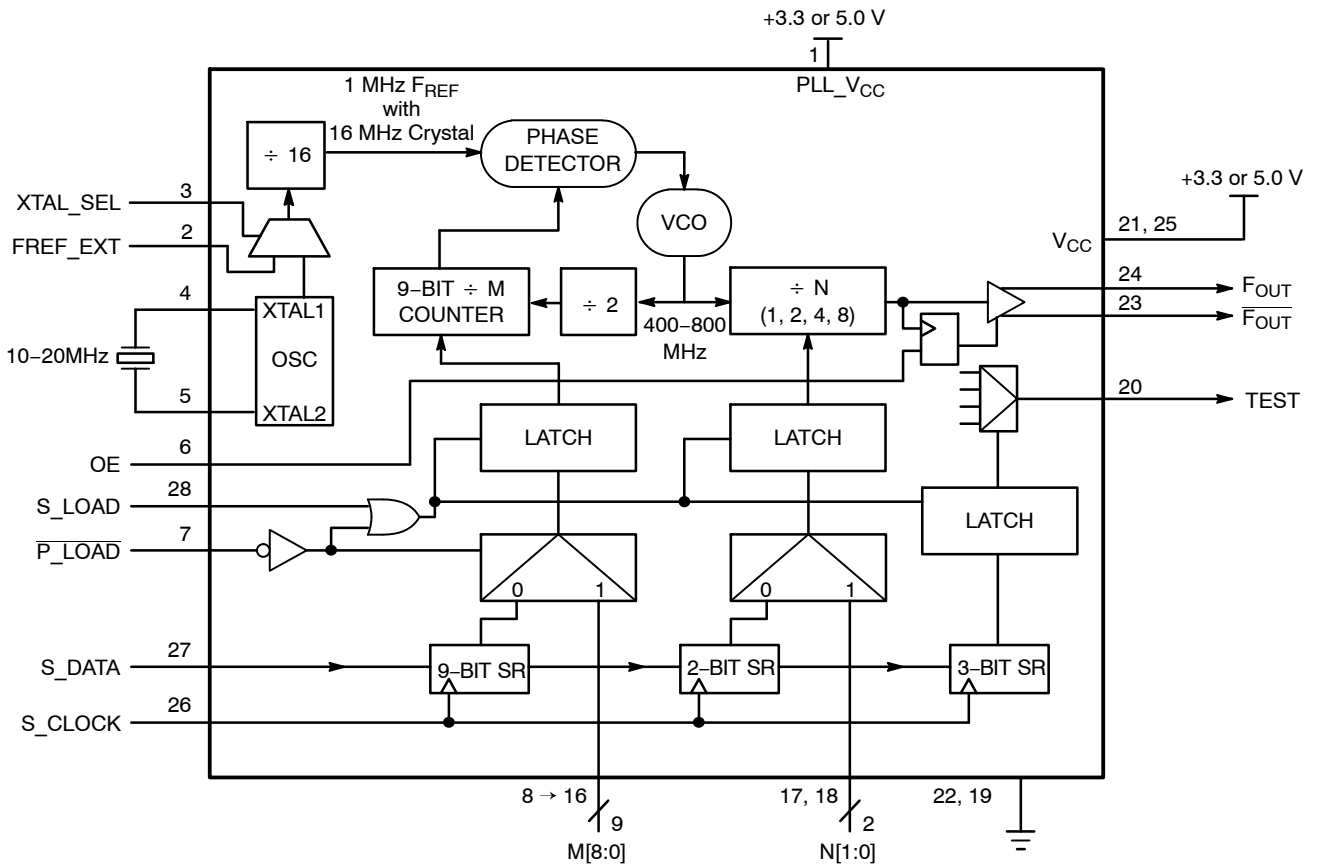 +3.3 or 5.0 V
1
PLL_VCC
1 MHz FREF
with
16 MHz Crystal
÷ 16
PHASE
DETECTOR
+3.3 or 5.0 V
XTAL_SEL
3
VCO
21, 25
VCC
FREF_EXT
2
9−BIT ÷ M
COUNTER
÷ 2
÷ N
(1, 2, 4, 8)
24
FOUT
23
F̅O̅U̅T̅
400−800
MHz
4
XTAL1
OSC
XTAL2
10−20MHz
5
20
TEST
LATCH
LATCH
OE
6
S_LOAD
28
LATCH
P̅_̅L̅O̅A̅D̅
7
0
1
0
1
S_DATA
27
9−BIT SR
2−BIT SR
3−BIT SR
S_CLOCK
26
8 → 16
9
M[8:0]
17, 18
2
N[1:0]
22, 19